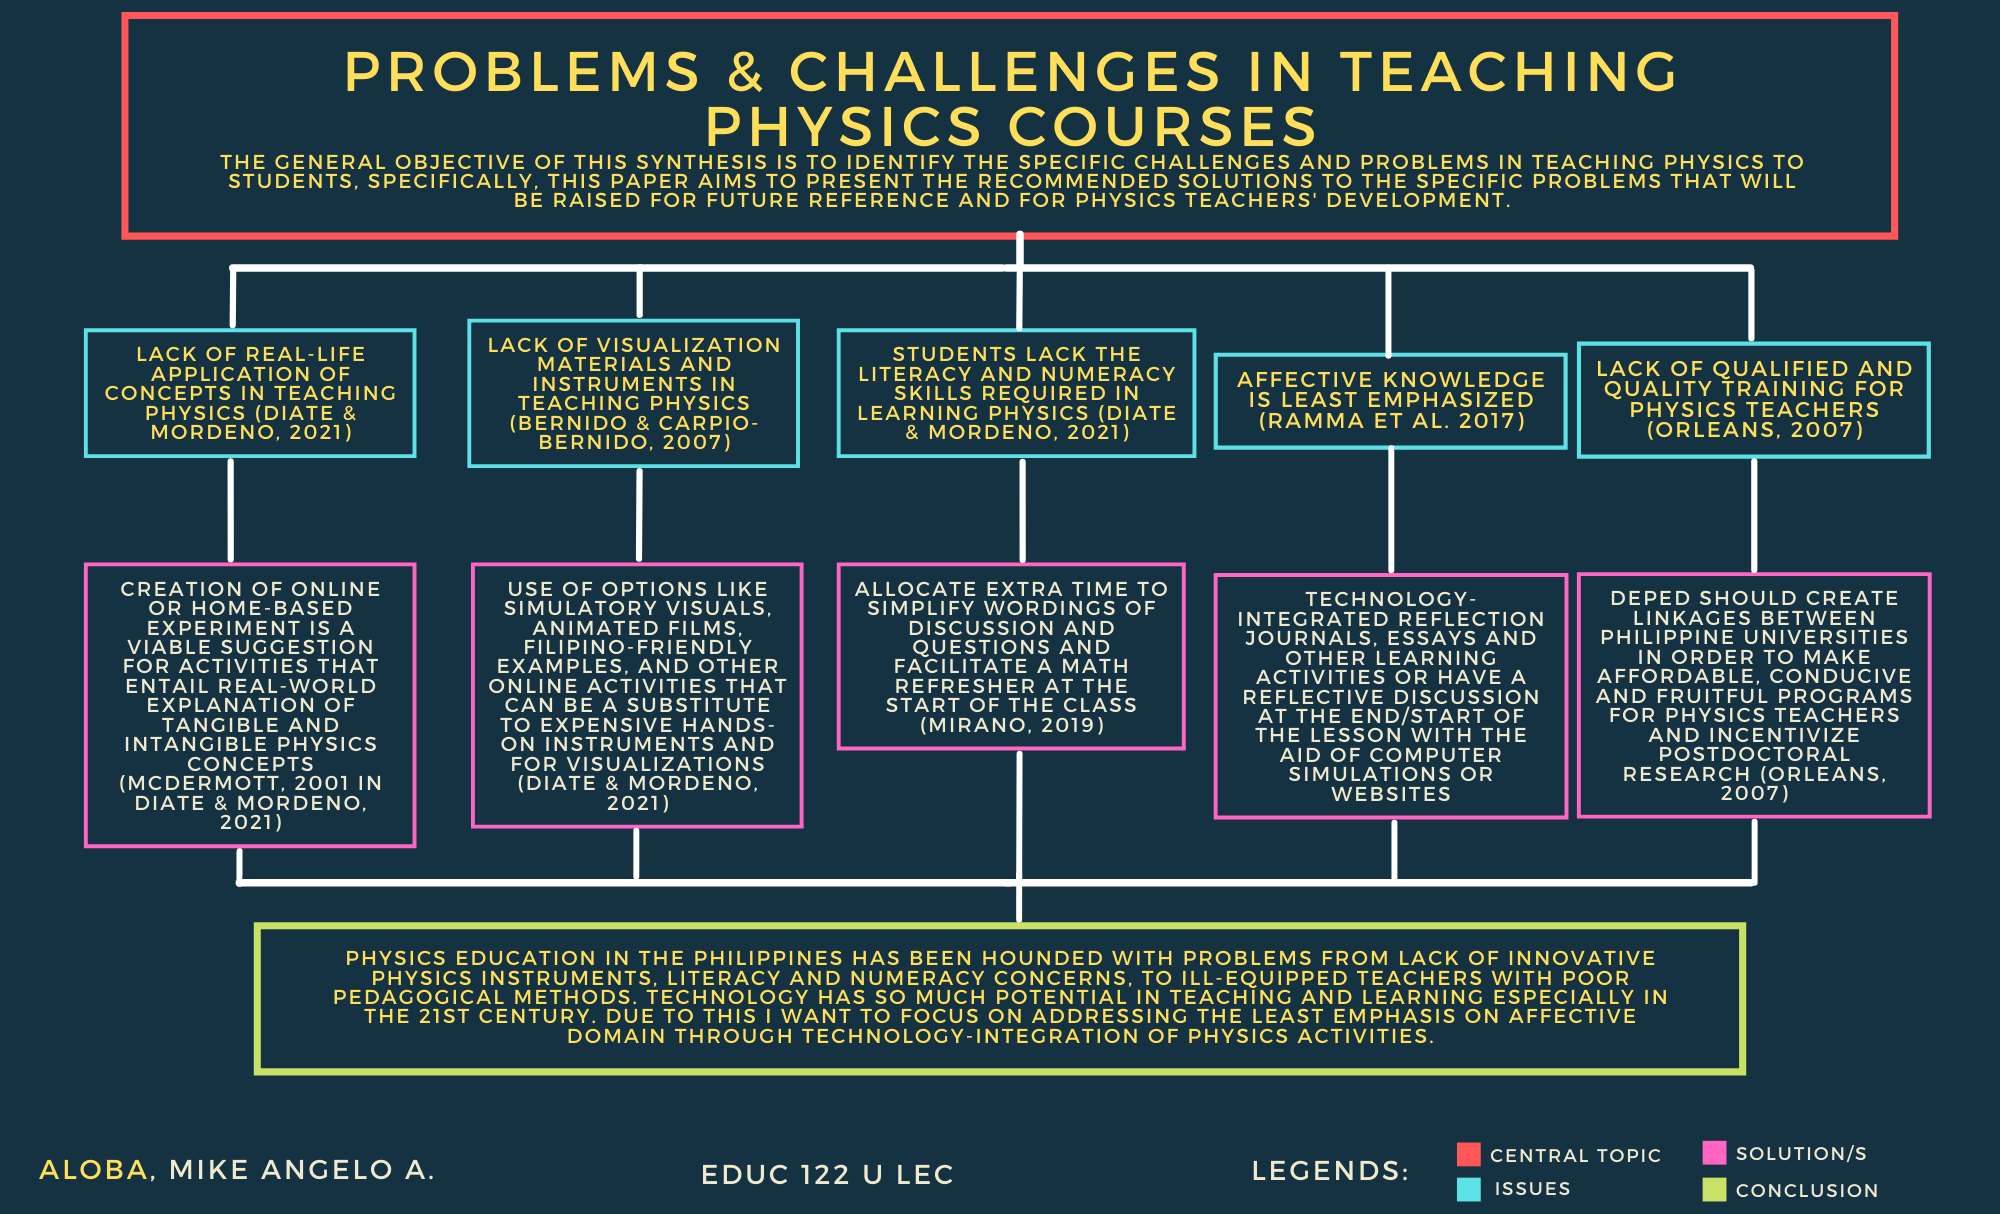 PROBLEMS & CHALLENGES IN TEACHING
PHYSICS COURSES
THE GENERAL OBJECTIVE OF THIS SYNTHESIS IS TO IDENTIFY THE SPECIFIC CHALLENGES AND PROBLEMS IN TEACHING PHYSICS TO
STUDENTS, SPECIFICALLY, THIS PAPER AIMS TO PRESENT THE RECOMMENDED SOLUTIONS TO THE SPECIFIC PROBLEMS THAT WILL
BE RAISED FOR FUTURE REFERENCE AND FOR PHYSICS TEACHERS' DEVELOPMENT.
LACK OF REAL-LIFE
APPLICATION OF
CONCEPTS IN TEACHING
PHYSICS (DIATE &
MORDENO, 2021)
LACK OF VISUALIZATION
MATERIALS AND
INSTRUMENTS IN
TEACHING PHYSICS
(BERNIDO & CARPIO-
BERNIDO, 2007)
STUDENTS LACK THE
LITERACY AND NUMERACY
SKILLS REQUIRED IN
LEARNING PHYSICS (DIATE
& MORDENO, 2021)
AFFECTIVE KNOWLEDGE
IS LEAST EMPHASIZED
(RAMMA ET AL. 2017)
LACK OF QUALIFIED AND
QUALITY TRAINING FOR
PHYSICS TEACHERS
(ORLEANS, 2007)
CREATION OF ONLINE
OR HOME-BASED
EXPERIMENT IS A
VIABLE SUGGESTION
FOR ACTIVITIES THAT
ENTAIL REAL-WORLD
EXPLANATION OF
TANGIBLE AND
INTANGIBLE PHYSICS
CONCEPTS
(MCDERMOTT, 2001 IN
DIATE & MORDENO,
2021)
USE OF OPTIONS LIKE
SIMULATORY VISUALS,
ANIMATED FILMS,
FILIPINO-FRIENDLY
EXAMPLES, AND OTHER
ONLINE ACTIVITIES THAT
CAN BE A SUBSTITUTE
TO EXPENSIVE HANDS-
ON INSTRUMENTS AND
FOR VISUALIZATIONS
(DIATE & MORDENO,
2021)
ALLOCATE EXTRA TIME TO
SIMPLIFY WORDINGS OF
DISCUSSION AND
QUESTIONS AND
FACILITATE A MATH
REFRESHER AT THE
START OF THE CLASS
(MIRANO, 2019)
TECHNOLOGY-
INTEGRATED REFLECTION
JOURNALS, ESSAYS AND
OTHER LEARNING
ACTIVITIES OR HAVE A
REFLECTIVE DISCUSSION
AT THE END/START OF
THE LESSON WITH THE
AID OF COMPUTER
SIMULATIONS OR
WEBSITES
DEPED SHOULD CREATE
LINKAGES BETWEEN
PHILIPPINE UNIVERSITIES
IN ORDER TO MAKE
AFFORDABLE, CONDUCIVE
AND FRUITFUL PROGRAMS
FOR PHYSICS TEACHERS
AND INCENTIVIZE
POSTDOCTORAL
RESEARCH (ORLEANS,
2007)
PHYSICS EDUCATION IN THE PHILIPPINES HAS BEEN HOUNDED WITH PROBLEMS FROM LACK OF INNOVATIVE
PHYSICS INSTRUMENTS, LITERACY AND NUMERACY CONCERNS, TO ILL-EQUIPPED TEACHERS WITH POOR
PEDAGOGICAL METHODS. TECHNOLOGY HAS SO MUCH POTENTIAL IN TEACHING AND LEARNING ESPECIALLY IN
THE 21ST CENTURY. DUE TO THIS I WANT TO FOCUS ON ADDRESSING THE LEAST EMPHASIS ON AFFECTIVE
DOMAIN THROUGH TECHNOLOGY-INTEGRATION OF PHYSICS ACTIVITIES.
ALOBA, MIKE ANGELO A.
EDUC 122 U LEC
LEGENDS:
CENTRAL TOPIC
ISSUES
SOLUTION/S
CONCLUSION